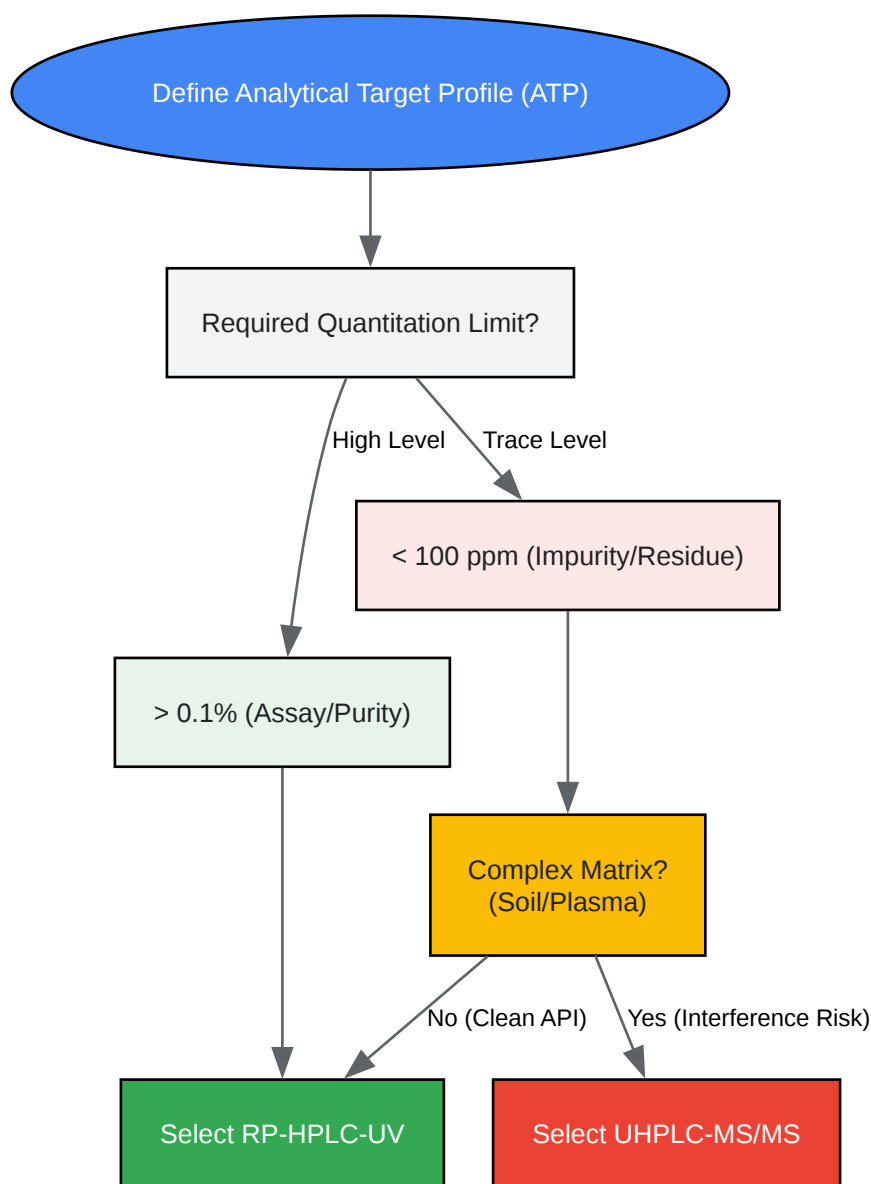 Define Analytical Target Profile (ATP)
Required Quantitation Limit?
High Level
Trace Level
< 100 ppm (Impurity/Residue)
> 0.1% (Assay/Purity)
Complex Matrix?
(Soil/Plasma)
No (Clean API)
Yes (Interference Risk)
Select RP-HPLC-UV
Select UHPLC-MS/MS